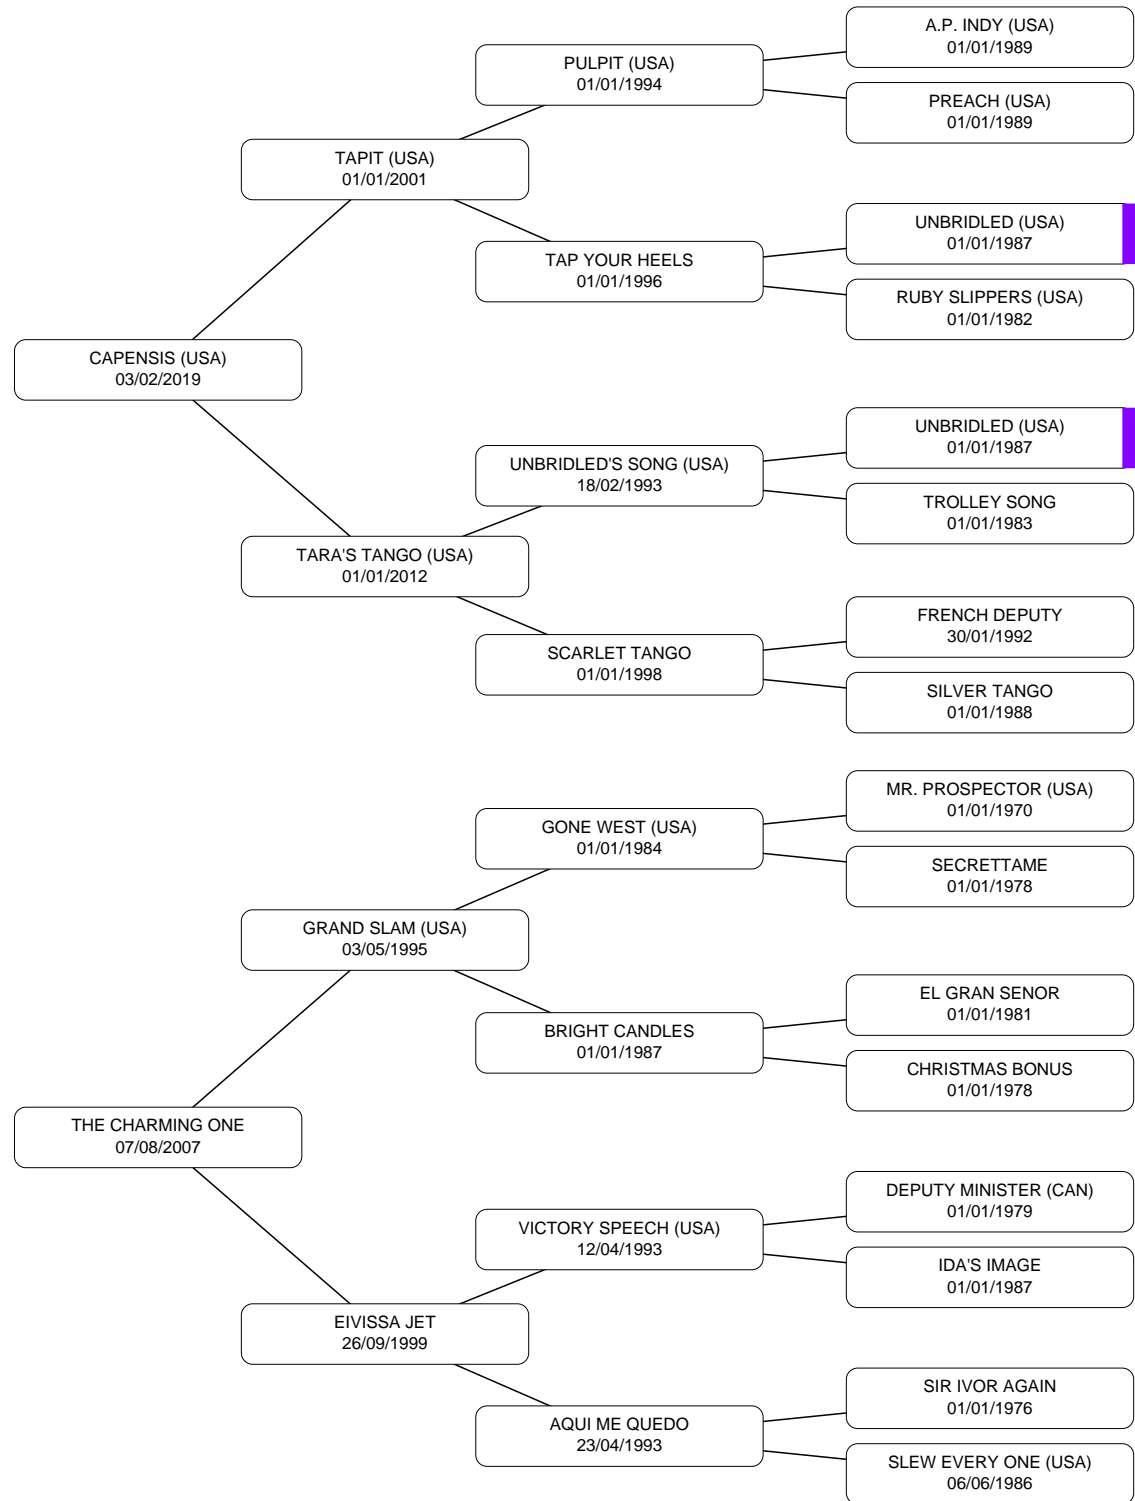 A.P. INDY (USA)
01/01/1989
PULPIT (USA)
01/01/1994
PREACH (USA)
01/01/1989
TAPIT (USA)
01/01/2001
UNBRIDLED (USA)
01/01/1987
TAP YOUR HEELS
01/01/1996
RUBY SLIPPERS (USA)
01/01/1982
CAPENSIS (USA)
03/02/2019
UNBRIDLED (USA)
01/01/1987
UNBRIDLED'S SONG (USA)
18/02/1993
TROLLEY SONG
01/01/1983
TARA'S TANGO (USA)
01/01/2012
FRENCH DEPUTY
30/01/1992
SCARLET TANGO
01/01/1998
SILVER TANGO
01/01/1988
MR. PROSPECTOR (USA)
01/01/1970
GONE WEST (USA)
01/01/1984
SECRETTAME
01/01/1978
GRAND SLAM (USA)
03/05/1995
EL GRAN SENOR
01/01/1981
BRIGHT CANDLES
01/01/1987
CHRISTMAS BONUS
01/01/1978
THE CHARMING ONE
07/08/2007
DEPUTY MINISTER (CAN)
01/01/1979
VICTORY SPEECH (USA)
12/04/1993
IDA'S IMAGE
01/01/1987
EIVISSA JET
26/09/1999
SIR IVOR AGAIN
01/01/1976
AQUI ME QUEDO
23/04/1993
SLEW EVERY ONE (USA)
06/06/1986